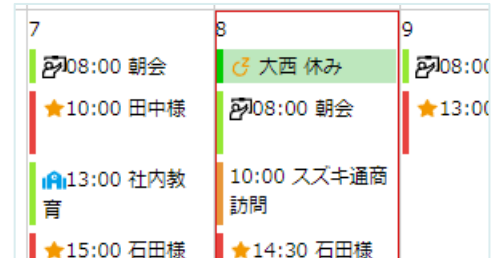 7
08:00 朝会
10:00 田中様
13:00 社内教
育
15:00 石田様
8
大西 休み
08:00 朝会
10:00 スズキ通商
訪問
14:30 石田様
9
08:0
13:0